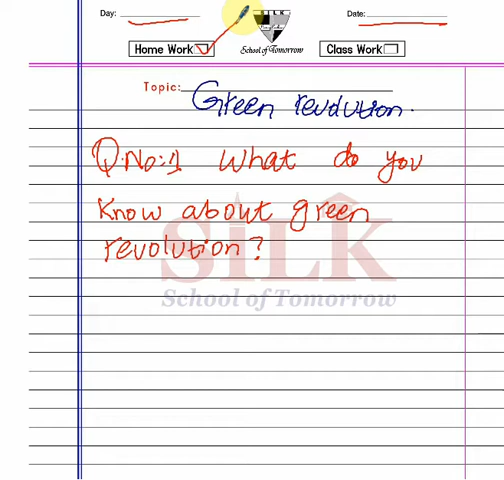 Day:
Date:
Home Work
School of Tomorrow
Class Work
Topic:
Green revolution.
Q.No:1 What do you
Know about green
revolution?
SILK
School of Tomorrow